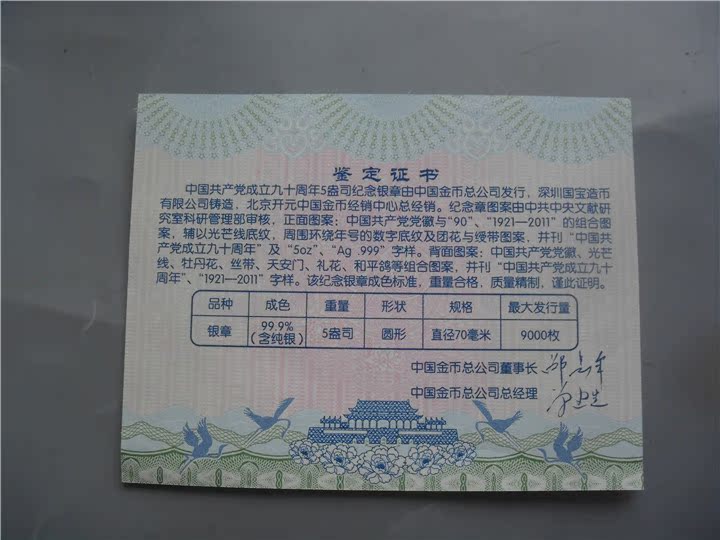 鉴定证书
中国共产党成立九十周年5盎司纪念银章由中国金币总公司发行，深圳国宝造币
有限公司铸造，北京开元中国金币经销中心总经销。纪念章图案由中共中央文献研
究室科研管理部审核，正面图案：中国共产党党徽与“90”、“1921—2011”的组合图
案，辅以光芒线底纹，周围环绕年号的数字底纹及团花与绶带图案，并刊“中国共
产党成立九十周年”及“5oz”、“Ag .999”字样。背面图案：中国共产党党徽、光芒
线、牡丹花、丝带、天安门、礼花、和平鸽等组合图案，并刊“中国共产党成立九十
周年”、“1921—2011”字样。该纪念银章成色标准，重量合格，质量精制，谨此证明。
品种 成色 重量 形状 规格 最大发行量
银章 99.9%(含纯银) 5盎司 圆形 直径70毫米 9000枚
中国金币总公司董事长
中国金币总公司总经理